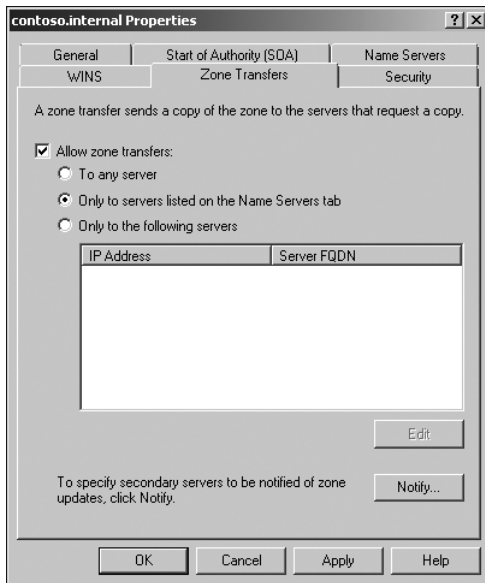 contoso.internal Properties
General Start of Authority (SOA) Name Servers
WINS Zone Transfers Security
A zone transfer sends a copy of the zone to the servers that request a copy.
Allow zone transfers:
To any server
Only to servers listed on the Name Servers tab
Only to the following servers
IP Address Server FQDN
Edit
To specify secondary servers to be notified of zone
updates, click Notify.
Notify...
OK Cancel Apply Help